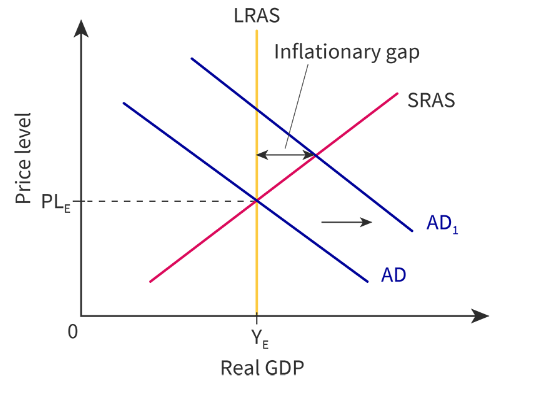 LRAS
Inflationary gap
SRAS
Price level
PLE
AD1
AD
0
YE
Real GDP